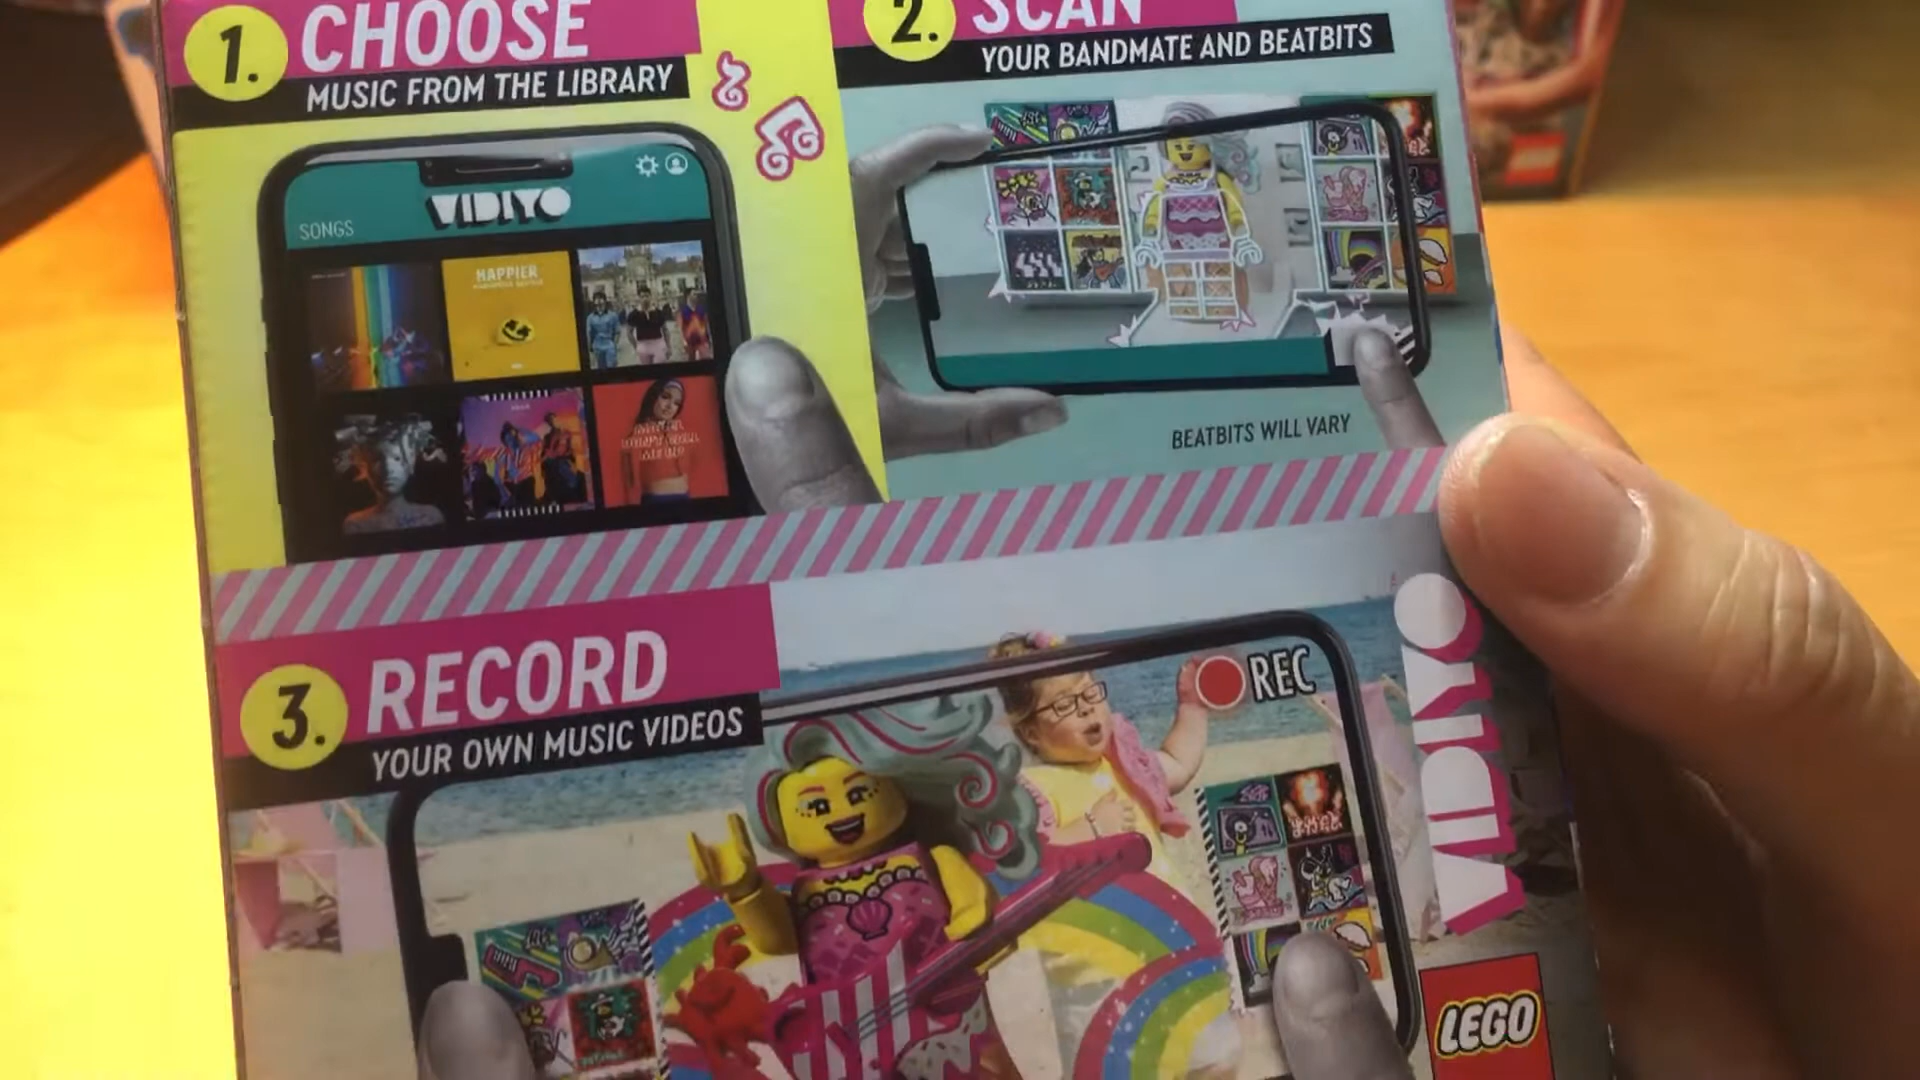 1. CHOOSE
MUSIC FROM THE LIBRARY
VIDIYO
SONGS
HAPPIER
2. SCAN
YOUR BANDMATE AND BEATBITS
BEATBITS WILL VARY
3. RECORD
YOUR OWN MUSIC VIDEOS
REC
VIDIYO
LEGO